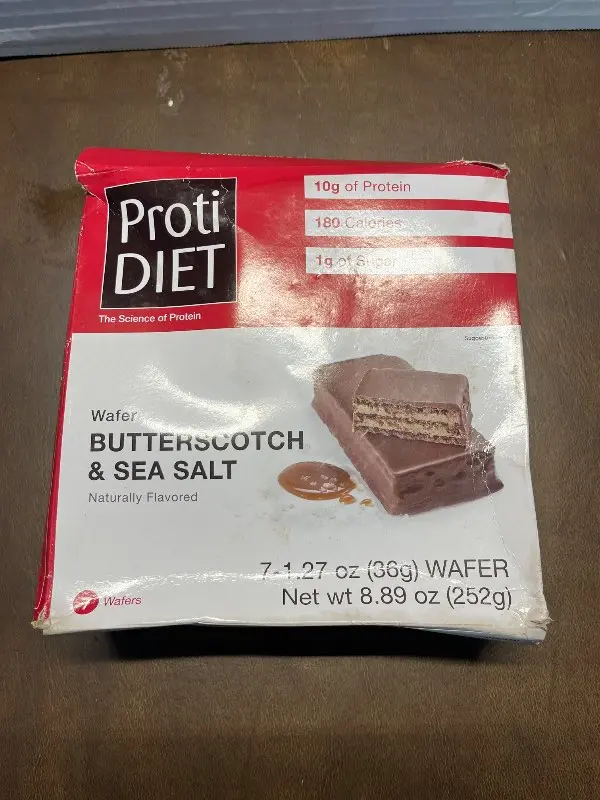 Proti
DIET
The Science of Protein
10g of Protein
180 Calories
1g of Sugar
Wafer
BUTTERSCOTCH
& SEA SALT
Naturally Flavored
7-1.27 oz (36g) WAFER
Net wt 8.89 oz (252g)
7 Wafers